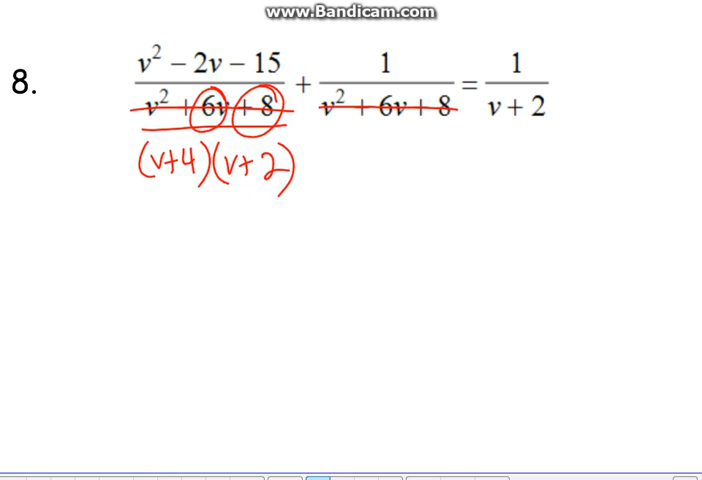 www.Bandicam.com
8. (v² − 2v − 15)/(v² + 6v + 8) + 1/(v² + 6v + 8) = 1/(v + 2)
(v+4)(v+2)